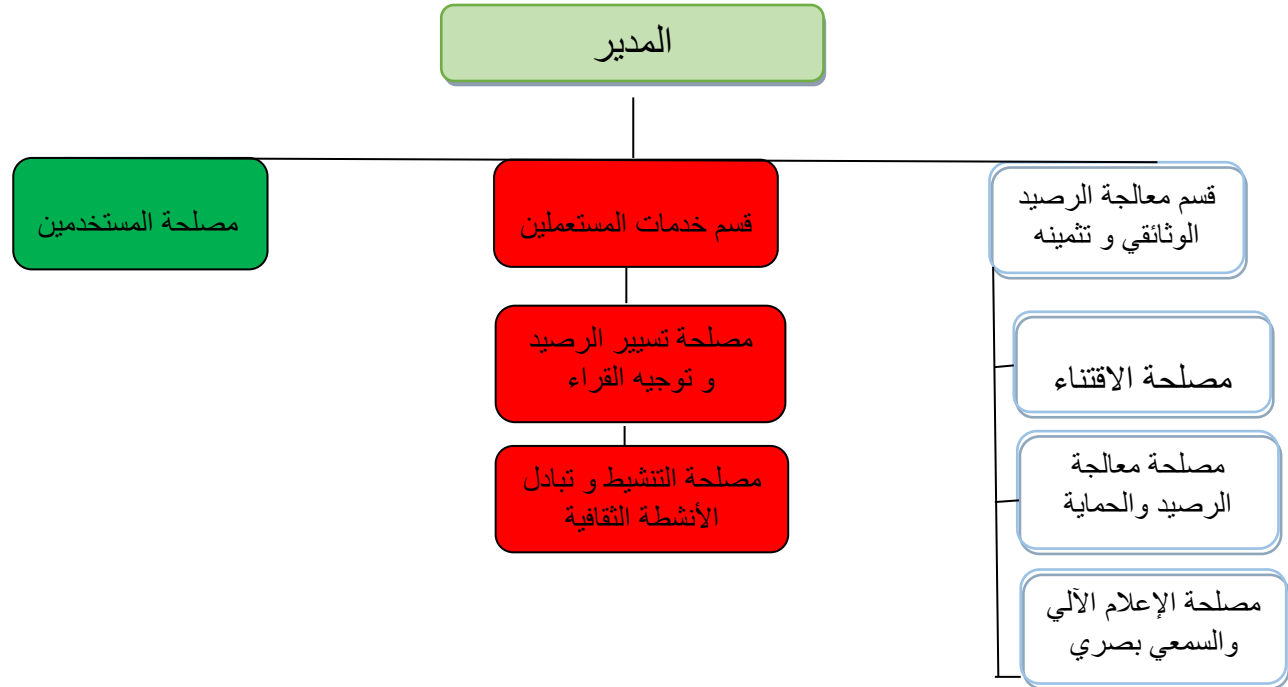 المدير
قسم معالجة الرصيد
الوثائقي و تثمينه
قسم خدمات المستعملين
مصلحة المستخدمين
مصلحة الاقتناء
مصلحة معالجة
الرصيد والحماية
مصلحة الإعلام الآلي
والسمعي بصري
مصلحة تسيير الرصيد
و توجيه القراء
مصلحة التنشيط و تبادل
الأنشطة الثقافية